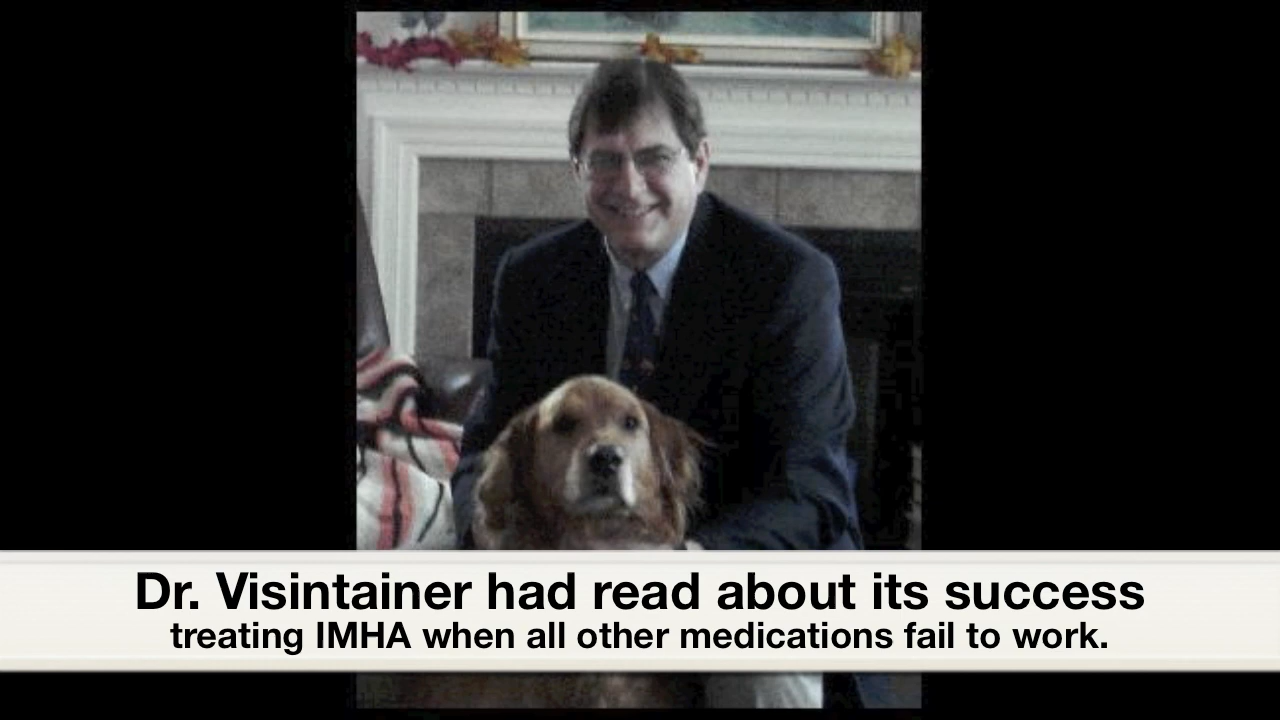 Dr. Visintainer had read about its success
treating IMHA when all other medications fail to work.